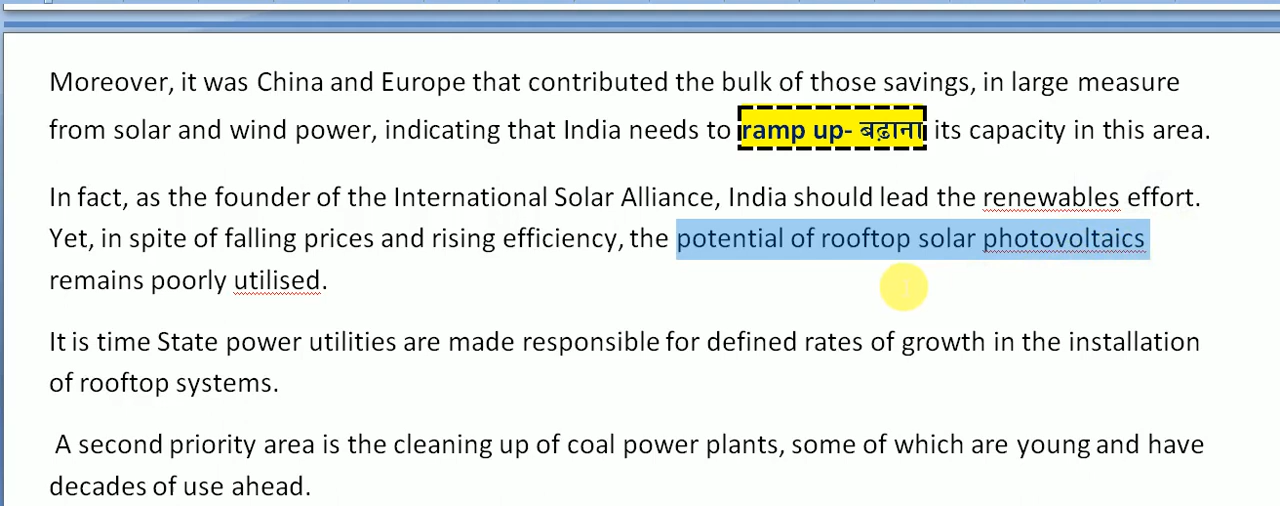 Moreover, it was China and Europe that contributed the bulk of those savings, in large measure
from solar and wind power, indicating that India needs to ramp up- बढ़ाना its capacity in this area.
In fact, as the founder of the International Solar Alliance, India should lead the renewables effort.
Yet, in spite of falling prices and rising efficiency, the potential of rooftop solar photovoltaics
remains poorly utilised.
It is time State power utilities are made responsible for defined rates of growth in the installation
of rooftop systems.
A second priority area is the cleaning up of coal power plants, some of which are young and have
decades of use ahead.